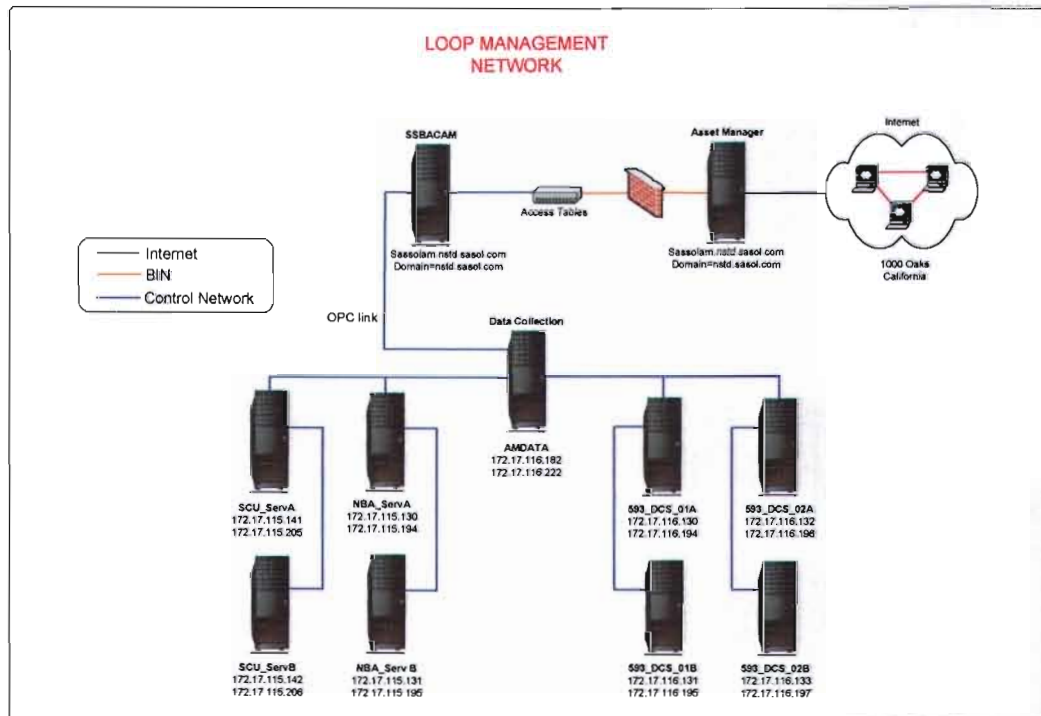 LOOP MANAGEMENT
NETWORK
SSBACAM
Asset Manager
Internet
Access Tables
Sassolam.nstd.sasol.com
Domain=nstd.sasol.com
Sassolam.nstd.sasol.com
Domain=nstd.sasol.com
1000 Oaks
California
Internet
BIN
Control Network
OPC link
Data Collection
AMDATA
172.17.116.182
172.17.116.222
SCU_ServA
172.17.115.141
172.17.115.205
NBA_ServA
172.17.115.130
172.17.115.194
593_DCS_01A
172.17.116.130
172.17.116.194
593_DCS_02A
172.17.116.132
172.17.116.196
SCU_ServB
172.17.115.142
172.17.115.206
NBA_Serv B
172.17.115.131
172.17.115.195
593_DCS_01B
172.17.116.131
172.17.116.195
593_DCS_02B
172.17.116.133
172.17.116.197